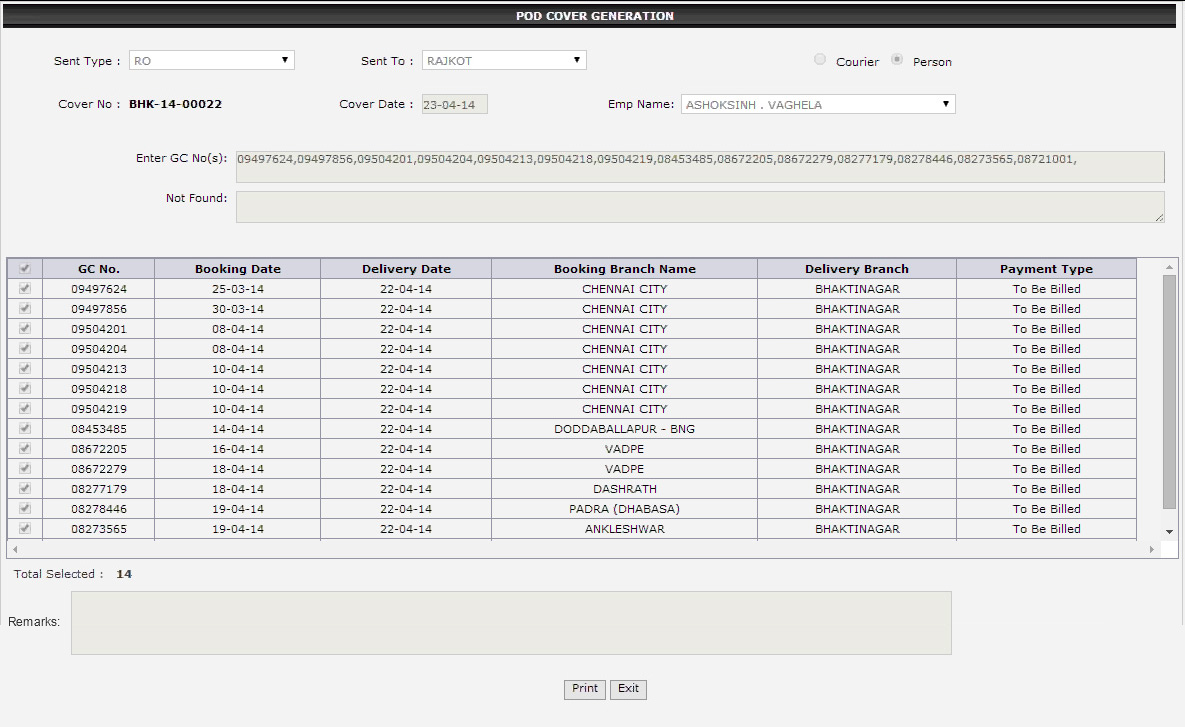 POD COVER GENERATION
Sent Type : RO Sent To : RAJKOT Courier Person
Cover No : BHK-14-00022 Cover Date : 23-04-14 Emp Name: ASHOKSINH . VAGHELA
Enter GC No(s): 09497624,09497856,09504201,09504204,09504213,09504218,09504219,08453485,08672205,08672279,08277179,08278446,08273565,08721001,
Not Found:
GC No. Booking Date Delivery Date Booking Branch Name Delivery Branch Payment Type
09497624 25-03-14 22-04-14 CHENNAI CITY BHAKTINAGAR To Be Billed
09497856 30-03-14 22-04-14 CHENNAI CITY BHAKTINAGAR To Be Billed
09504201 08-04-14 22-04-14 CHENNAI CITY BHAKTINAGAR To Be Billed
09504204 08-04-14 22-04-14 CHENNAI CITY BHAKTINAGAR To Be Billed
09504213 10-04-14 22-04-14 CHENNAI CITY BHAKTINAGAR To Be Billed
09504218 10-04-14 22-04-14 CHENNAI CITY BHAKTINAGAR To Be Billed
09504219 10-04-14 22-04-14 CHENNAI CITY BHAKTINAGAR To Be Billed
08453485 14-04-14 22-04-14 DODDABALLAPUR - BNG BHAKTINAGAR To Be Billed
08672205 16-04-14 22-04-14 VADPE BHAKTINAGAR To Be Billed
08672279 18-04-14 22-04-14 VADPE BHAKTINAGAR To Be Billed
08277179 18-04-14 22-04-14 DASHRATH BHAKTINAGAR To Be Billed
08278446 19-04-14 22-04-14 PADRA (DHABASA) BHAKTINAGAR To Be Billed
08273565 19-04-14 22-04-14 ANKLESHWAR BHAKTINAGAR To Be Billed
Total Selected : 14
Remarks:
Print Exit